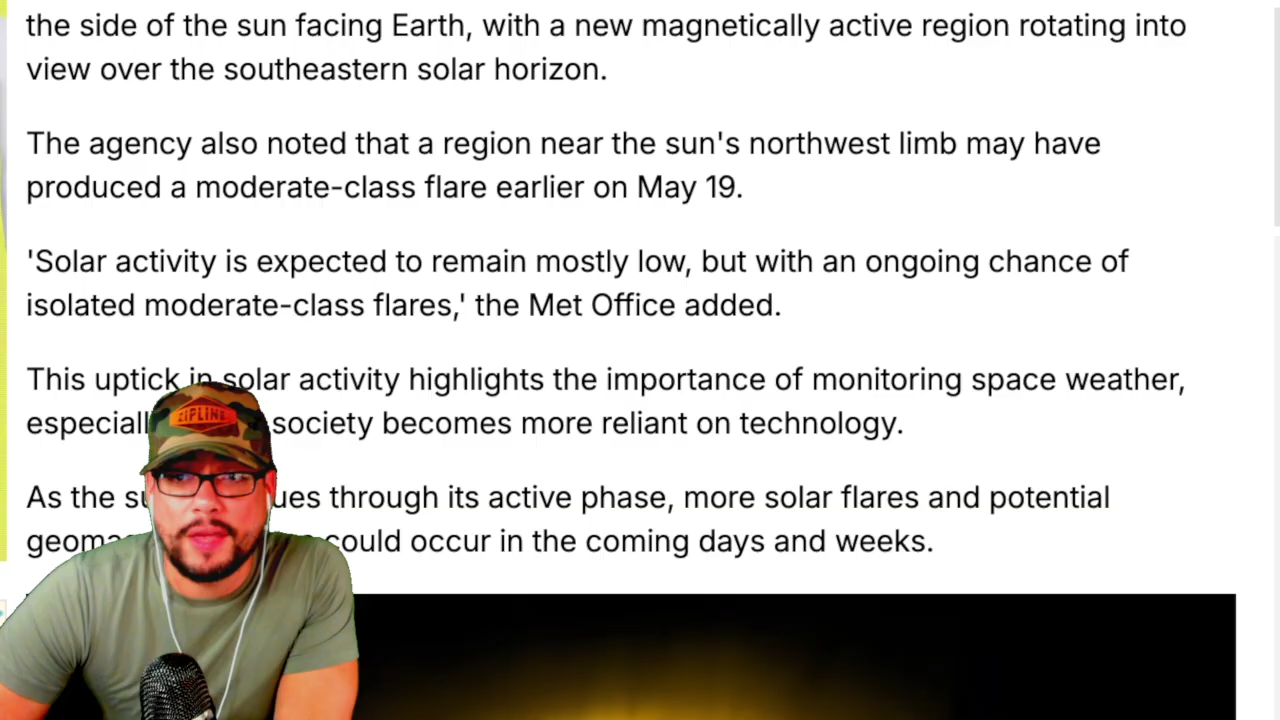 the side of the sun facing Earth, with a new magnetically active region rotating into
view over the southeastern solar horizon.
The agency also noted that a region near the sun's northwest limb may have
produced a moderate-class flare earlier on May 19.
'Solar activity is expected to remain mostly low, but with an ongoing chance of
isolated moderate-class flares,' the Met Office added.
This uptick in solar activity highlights the importance of monitoring space weather,
society becomes more reliant on technology.
As the through its active phase, more solar flares and potential
could occur in the coming days and weeks.
ZIPLINE